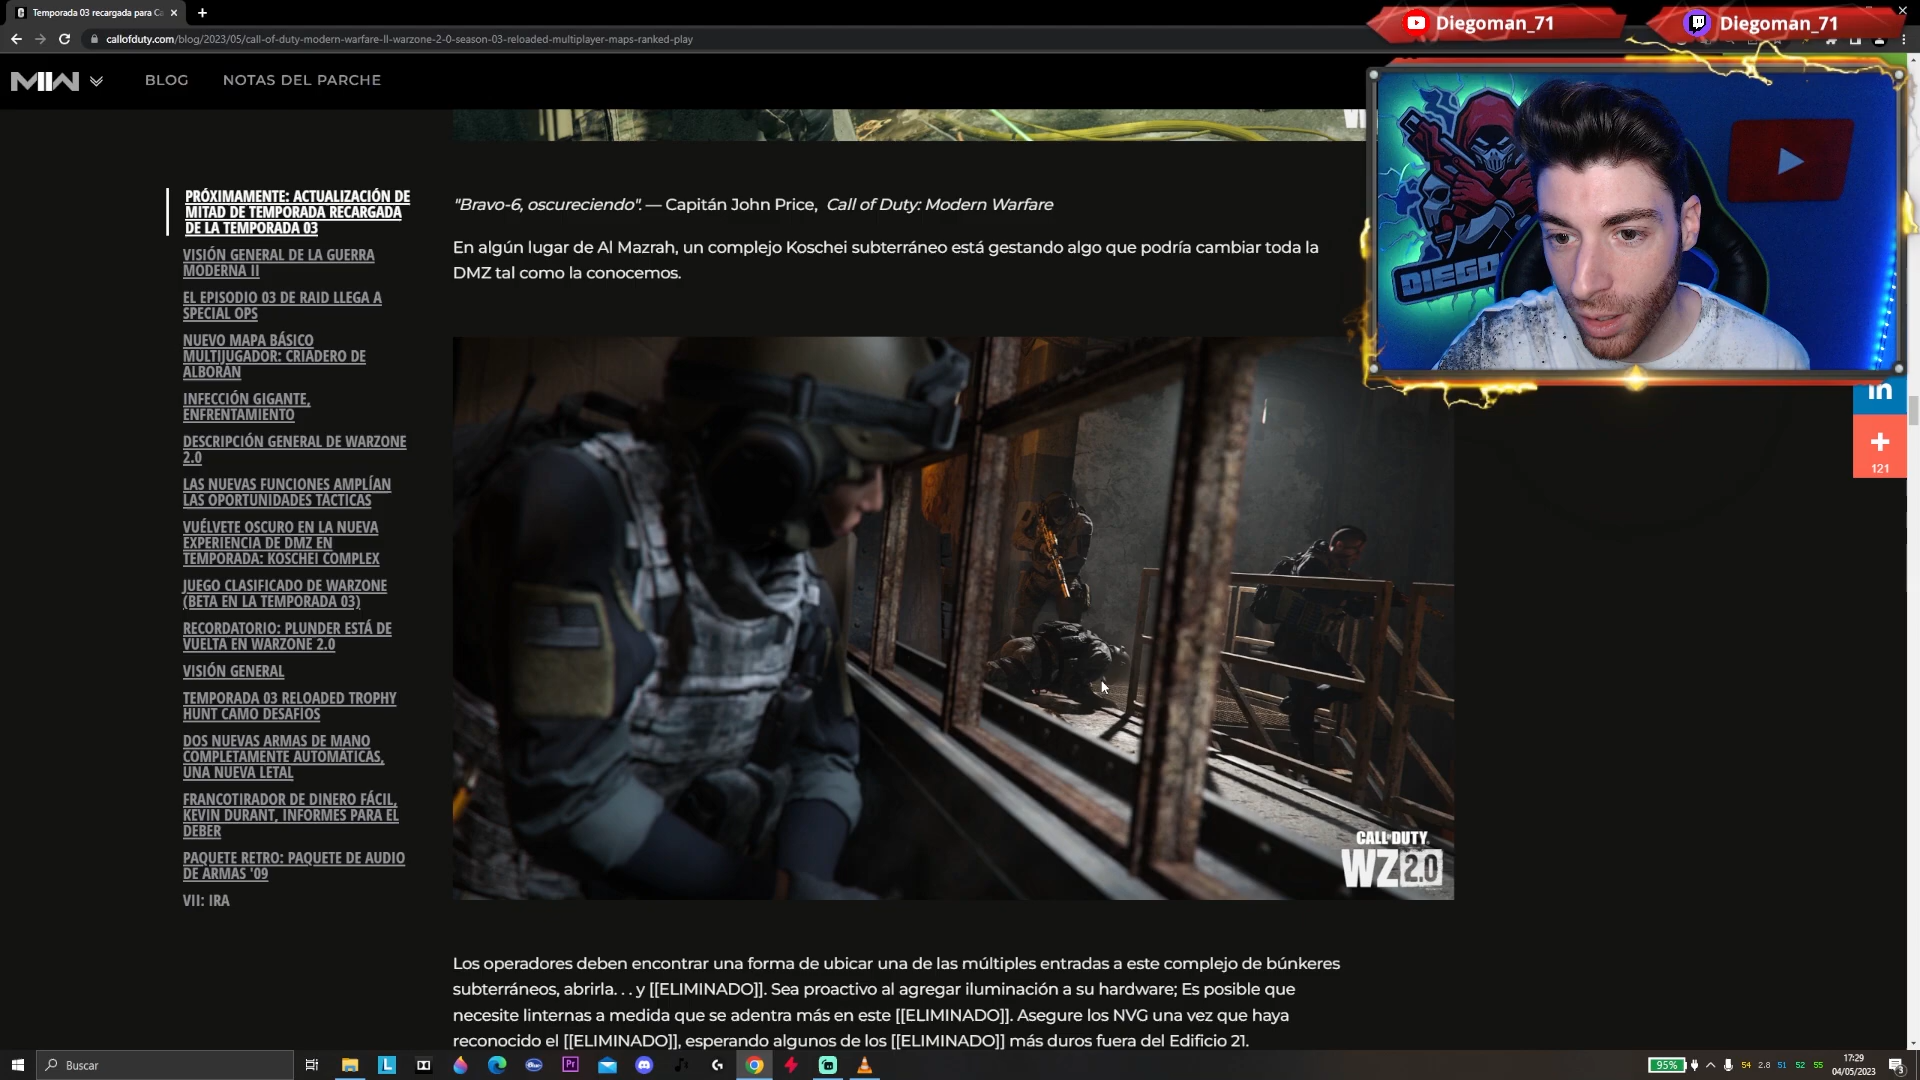 Temporada 03 recargada para Ca
Diegoman_71
Diegoman_71
callofduty.com/blog/2023/05/call-of-duty-modern-warfare-II-warzone-2-0-season-03-reloaded-multiplayer-maps-ranked-play
MW
BLOG
NOTAS DEL PARCHE
DIEGO
PRÓXIMAMENTE: ACTUALIZACIÓN DE
MITAD DE TEMPORADA RECARGADA
DE LA TEMPORADA 03
VISIÓN GENERAL DE LA GUERRA
MODERNA II
EL EPISODIO 03 DE RAID LLEGA A
SPECIAL OPS
NUEVO MAPA BÁSICO
MULTIJUGADOR: CRIADERO DE
ALBORÁN
INFECCIÓN GIGANTE,
ENFRENTAMIENTO
DESCRIPCIÓN GENERAL DE WARZONE
2.0
LAS NUEVAS FUNCIONES AMPLÍAN
LAS OPORTUNIDADES TÁCTICAS
VUÉLVETE OSCURO EN LA NUEVA
EXPERIENCIA DE DMZ EN
TEMPORADA: KOSCHEI COMPLEX
JUEGO CLASIFICADO DE WARZONE
(BETA EN LA TEMPORADA 03)
RECORDATORIO: PLUNDER ESTÁ DE
VUELTA EN WARZONE 2.0
VISIÓN GENERAL
TEMPORADA 03 RELOADED TROPHY
HUNT CAMO DESAFÍOS
DOS NUEVAS ARMAS DE MANO
COMPLETAMENTE AUTOMÁTICAS,
UNA NUEVA LETAL
FRANCOTIRADOR DE DINERO FÁCIL,
KEVIN DURANT, INFORMES PARA EL
DEBER
PAQUETE RETRO: PAQUETE DE AUDIO
DE ARMAS '09
VII: IRA
"Bravo-6, oscureciendo". — Capitán John Price, Call of Duty: Modern Warfare
En algún lugar de Al Mazrah, un complejo Koschei subterráneo está gestando algo que podría cambiar toda la
DMZ tal como la conocemos.
in
+
121
CALL OF DUTY
WZ 2.0
Los operadores deben encontrar una forma de ubicar una de las múltiples entradas a este complejo de búnkeres
subterráneos, abrirla. . . y [[ELIMINADO]]. Sea proactivo al agregar iluminación a su hardware; Es posible que
necesite linternas a medida que se adentra más en este [[ELIMINADO]]. Asegure los NVG una vez que haya
reconocido el [[ELIMINADO]], esperando algunos de los [[ELIMINADO]] más duros fuera del Edificio 21.
Buscar
L
Pr
95%
54 2.8 51 52 55
17:29
04/05/2023
3